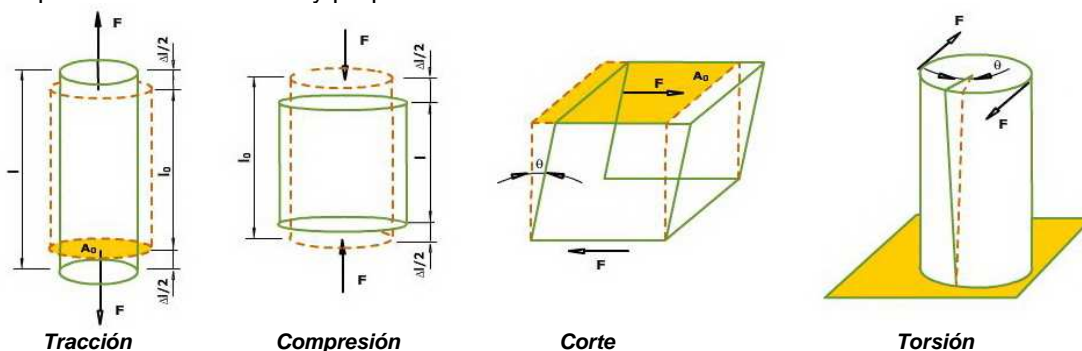 F
Δl/2
l
l₀
A₀
F
Δl/2
Tracción
F
Δl/2
l₀
l
F
Δl/2
Compresión
A₀
F
θ
F
Corte
F
θ
F
Torsión